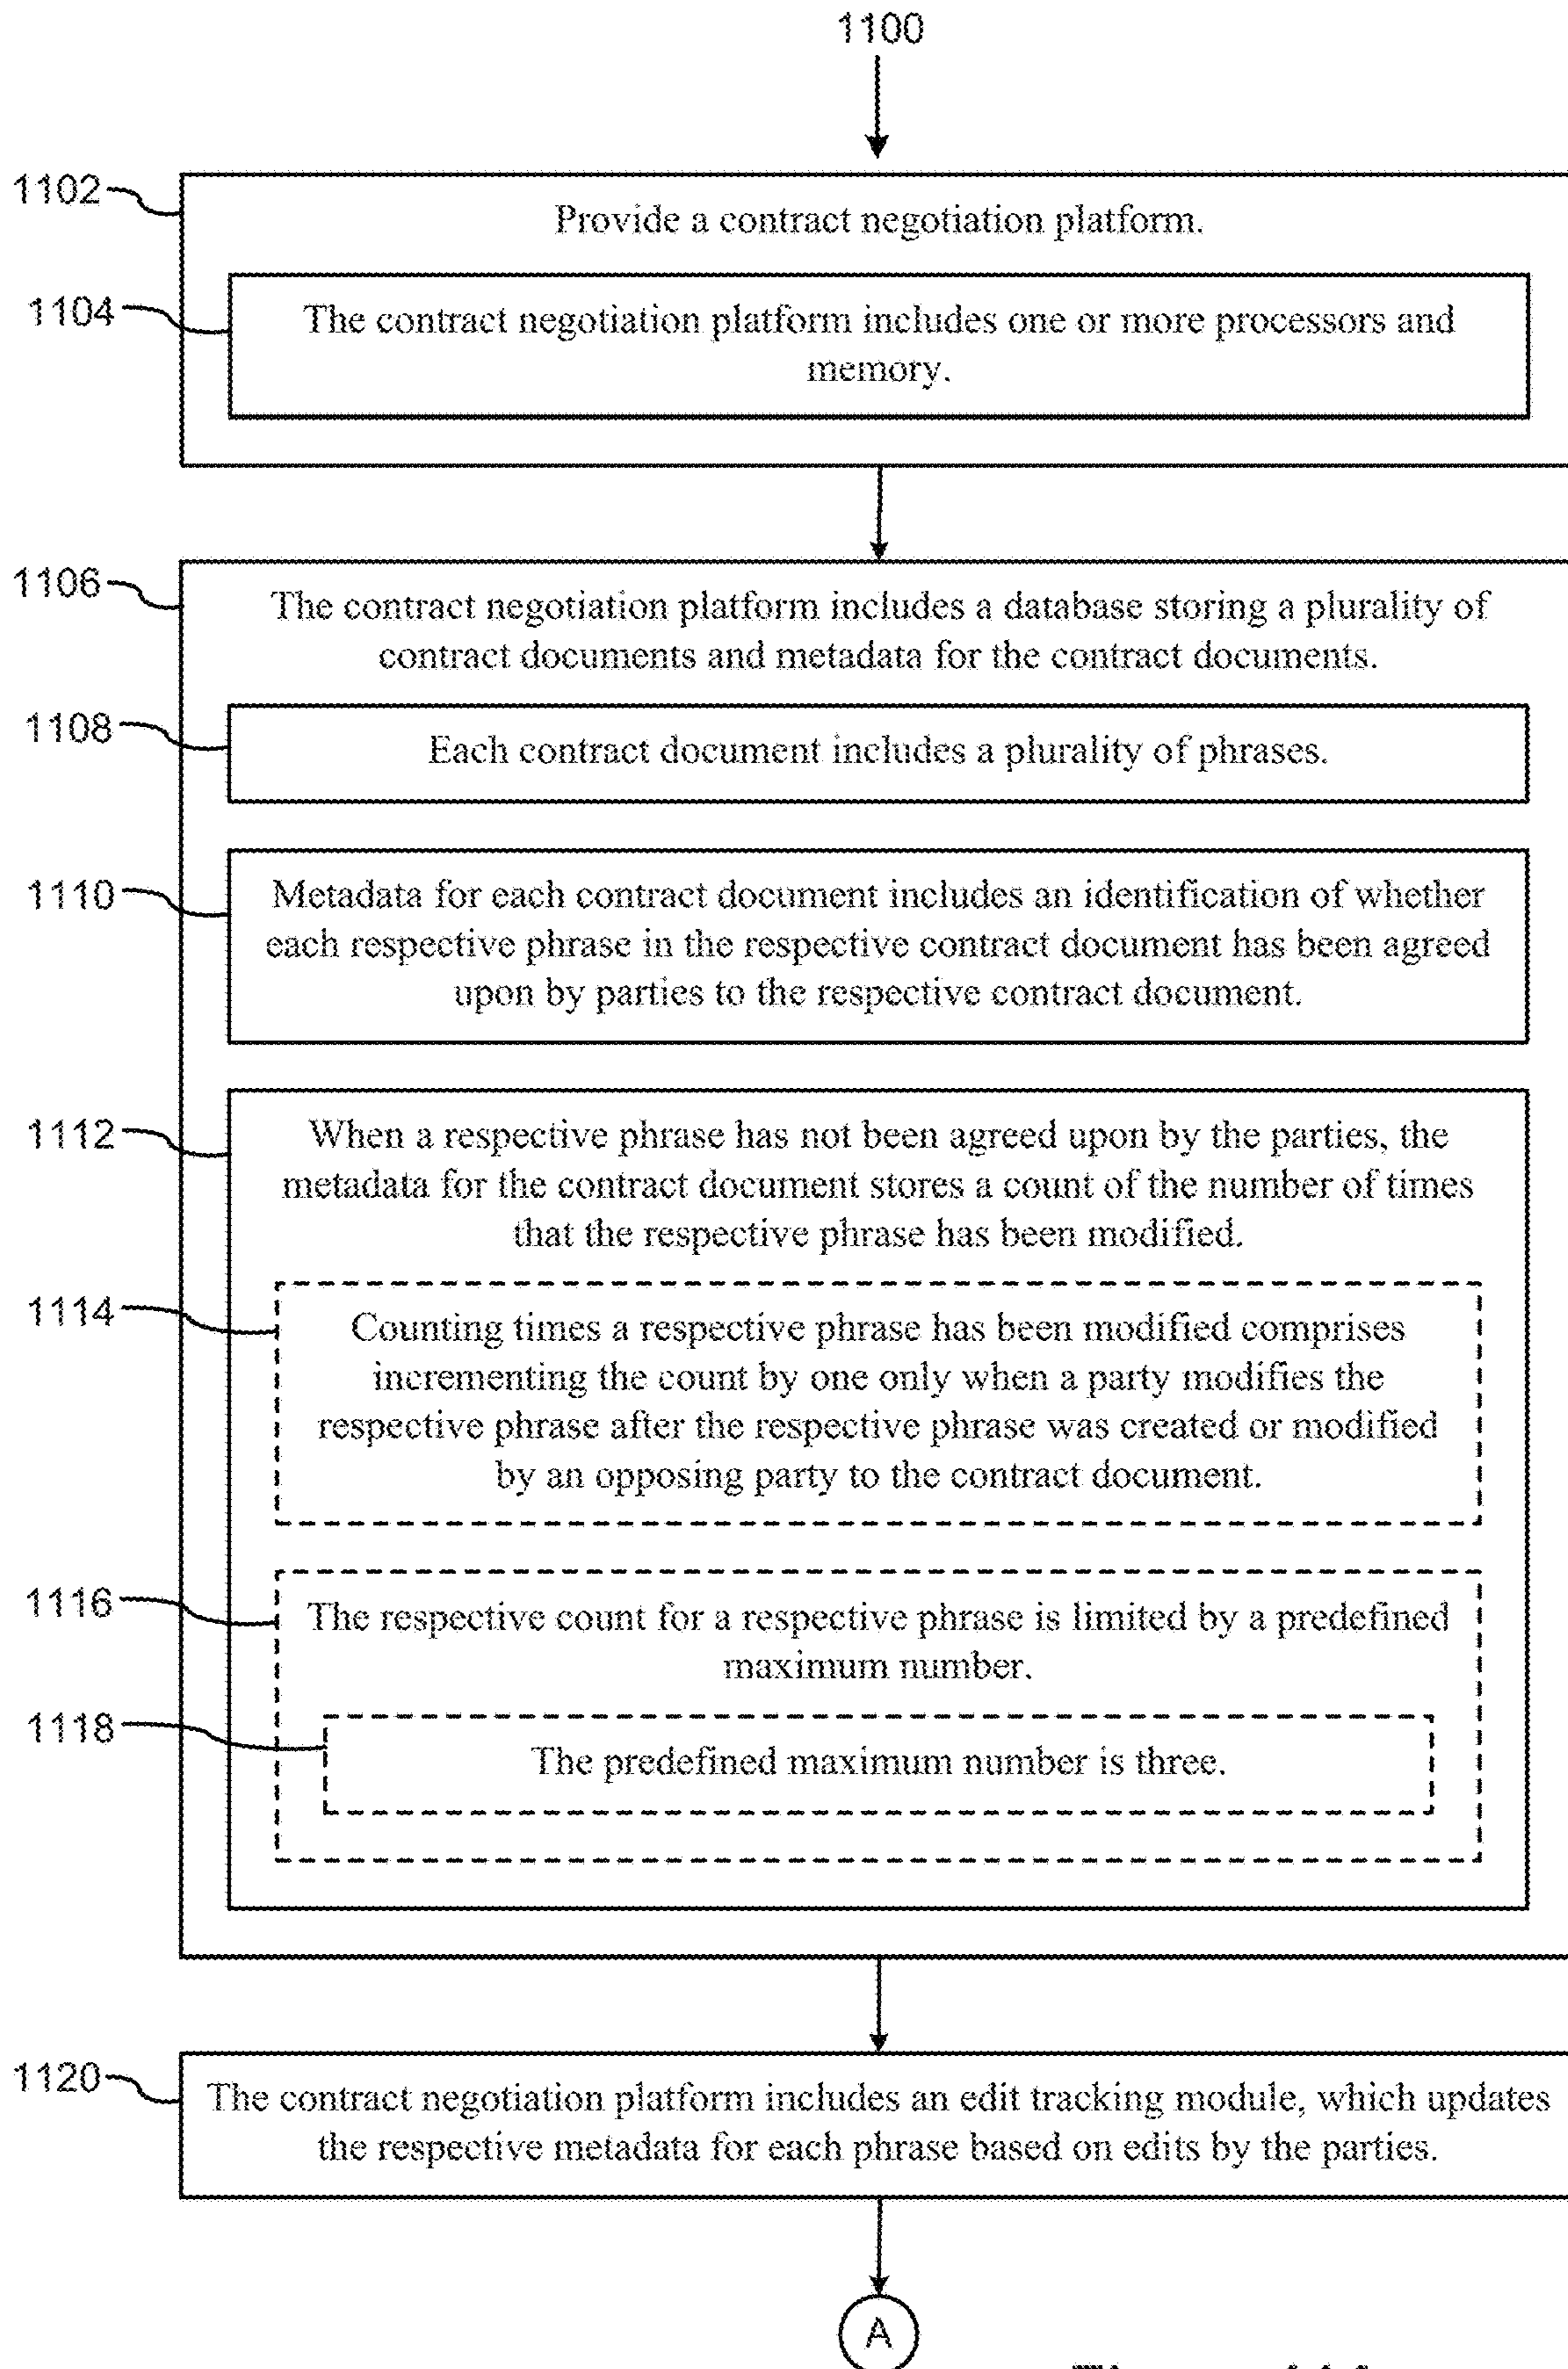 1100
1102
Provide a contract negotiation platform.
1104
The contract negotiation platform includes one or more processors and
memory.
1106
The contract negotiation platform includes a database storing a plurality of
contract documents and metadata for the contract documents.
1108
Each contract document includes a plurality of phrases.
1110
Metadata for each contract document includes an identification of whether
each respective phrase in the respective contract document has been agreed
upon by parties to the respective contract document.
1112
When a respective phrase has not been agreed upon by the parties, the
metadata for the contract document stores a count of the number of times
that the respective phrase has been modified.
1114
Counting times a respective phrase has been modified comprises
incrementing the count by one only when a party modifies the
respective phrase after the respective phrase was created or modified
by an opposing party to the contract document.
1116
The respective count for a respective phrase is limited by a predefined
maximum number.
1118
The predefined maximum number is three.
1120
The contract negotiation platform includes an edit tracking module, which updates
the respective metadata for each phrase based on edits by the parties.
A